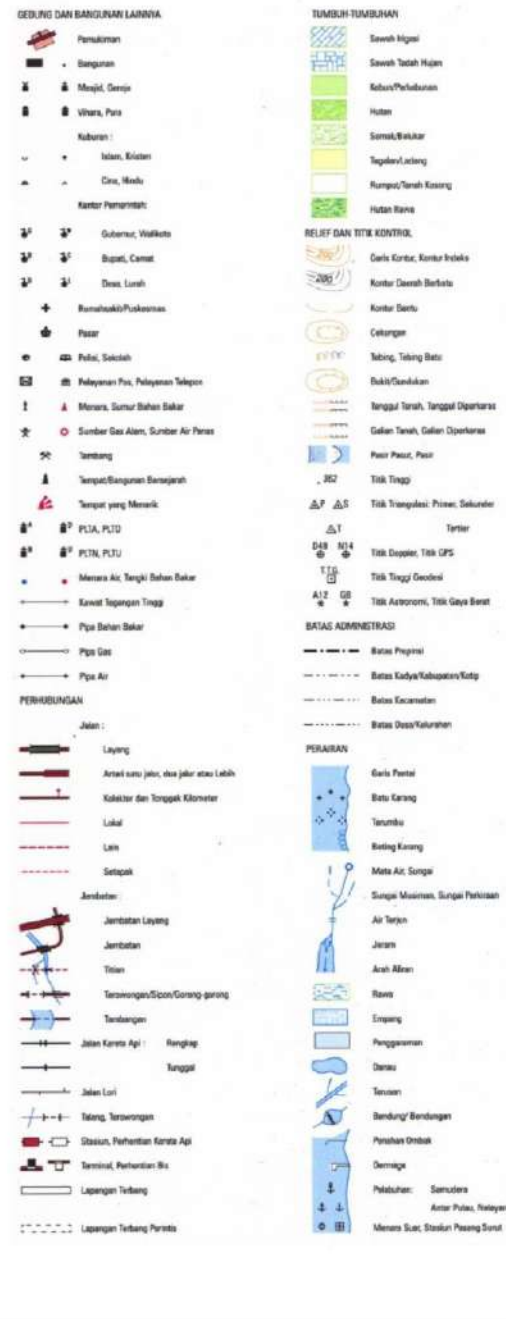 GEDUNG DAN BANGUNAN LAINNYA
Pemukiman
Bangunan
Masjid, Gereja
Vihara, Pura
Kuburan :
Islam, Kristen
Cina, Hindu
Kantor Pemerintah:
Gubernur, Walikota
Bupati, Camat
Desa, Lurah
Rumahsakit/Puskesmas
Pasar
Polisi, Sekolah
Pelayanan Pos, Pelayanan Telepon
Menara, Sumur Bahan Bakar
Sumber Gas Alam, Sumber Air Panas
Tambang
Tempat/Bangunan Bersejarah
Tempat yang Menarik
A D PLTA, PLTD
N U PLTN, PLTU
Menara Air, Tangki Bahan Bakar
Kawat Tegangan Tinggi
Pipa Bahan Bakar
Pipa Gas
Pipa Air
PERHUBUNGAN
Jalan :
Layang
Arteri satu jalur, dua jalur atau Lebih
Kolektor dan Tonggak Kilometer
Lokal
Lain
Setapak
Jembatan :
Jembatan Layang
Jembatan
Titian
Terowongan/Sipon/Gorong-gorong
Tambangan
Jalan Kereta Api : Rangkap
Tunggal
Jalan Lori
Talang, Terowongan
Stasiun, Perhentian Kereta Api
Terminal, Perhentian Bis
Lapangan Terbang
Lapangan Terbang Perintis
TUMBUH-TUMBUHAN
Sawah Irigasi
Sawah Tadah Hujan
Kebun/Perkebunan
Hutan
Semak/Belukar
Tegalan/Ladang
Rumput/Tanah Kosong
Hutan Rawa
RELIEF DAN TITIK KONTROL
Garis Kontur, Kontur Indeks
200 Kontur Daerah Berbatu
Kontur Bantu
Cekungan
Tebing, Tebing Batu
Bukit/Gundukan
Tanggul Tanah, Tanggul Diperkeras
Galian Tanah, Galian Diperkeras
Pasir Pasut, Pasir
. 362 Titik Tinggi
P S Titik Triangulasi: Primer, Sekunder
T Tertier
D48 N14 Titik Doppler, Titik GPS
T.T.G. Titik Tinggi Geodesi
A12 G8 Titik Astronomi, Titik Gaya Berat
BATAS ADMINISTRASI
Batas Propinsi
Batas Kadya/Kabupaten/Kotip
Batas Kecamatan
Batas Desa/Kelurahan
PERAIRAN
Garis Pantai
Batu Karang
Terumbu
Beting Karang
Mata Air, Sungai
Sungai Musiman, Sungai Perkiraan
Air Terjun
Jeram
Arah Aliran
Rawa
Empang
Penggaraman
Danau
Terusan
Bendung/ Bendungan
Penahan Ombak
Dermaga
Pelabuhan: Samudera
Antar Pulau, Nelayan
Menara Suar, Stasiun Pasang Surut